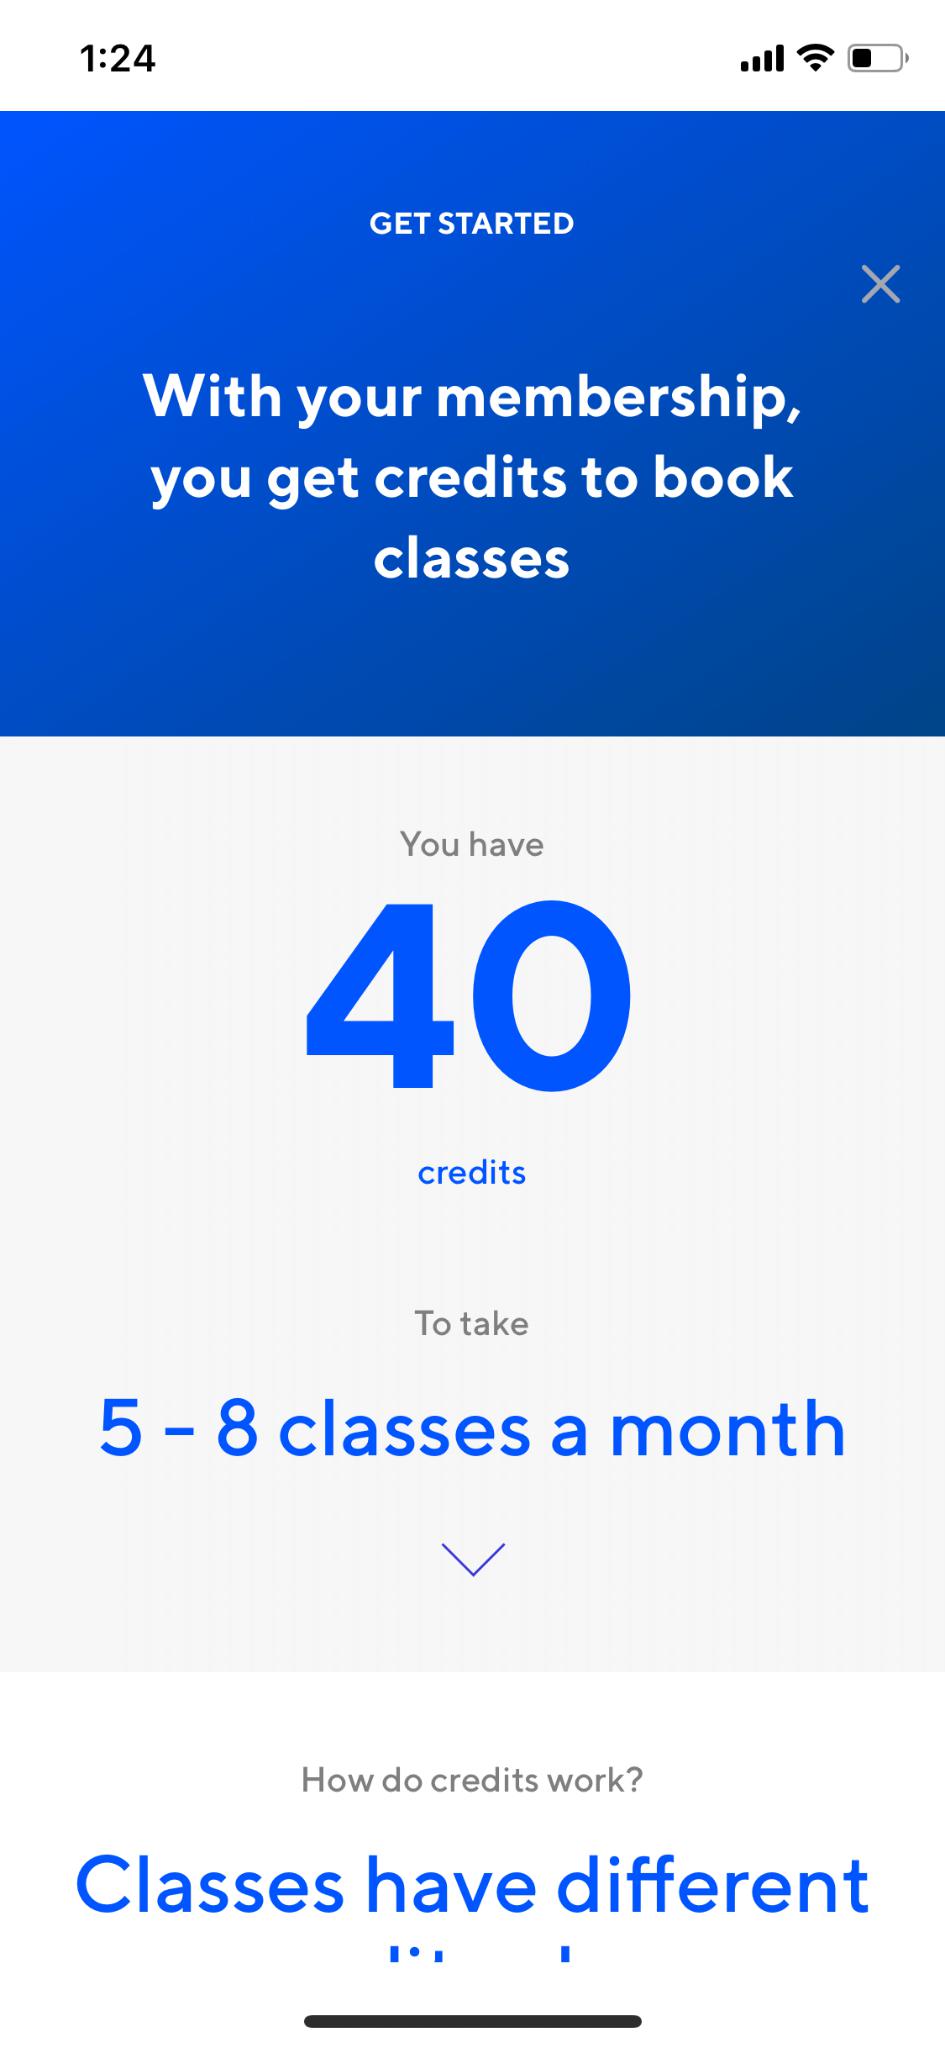 1:24
GET STARTED
With your membership,
you get credits to book
classes
You have
40
credits
To take
5 - 8 classes a month
How do credits work?
Classes have different